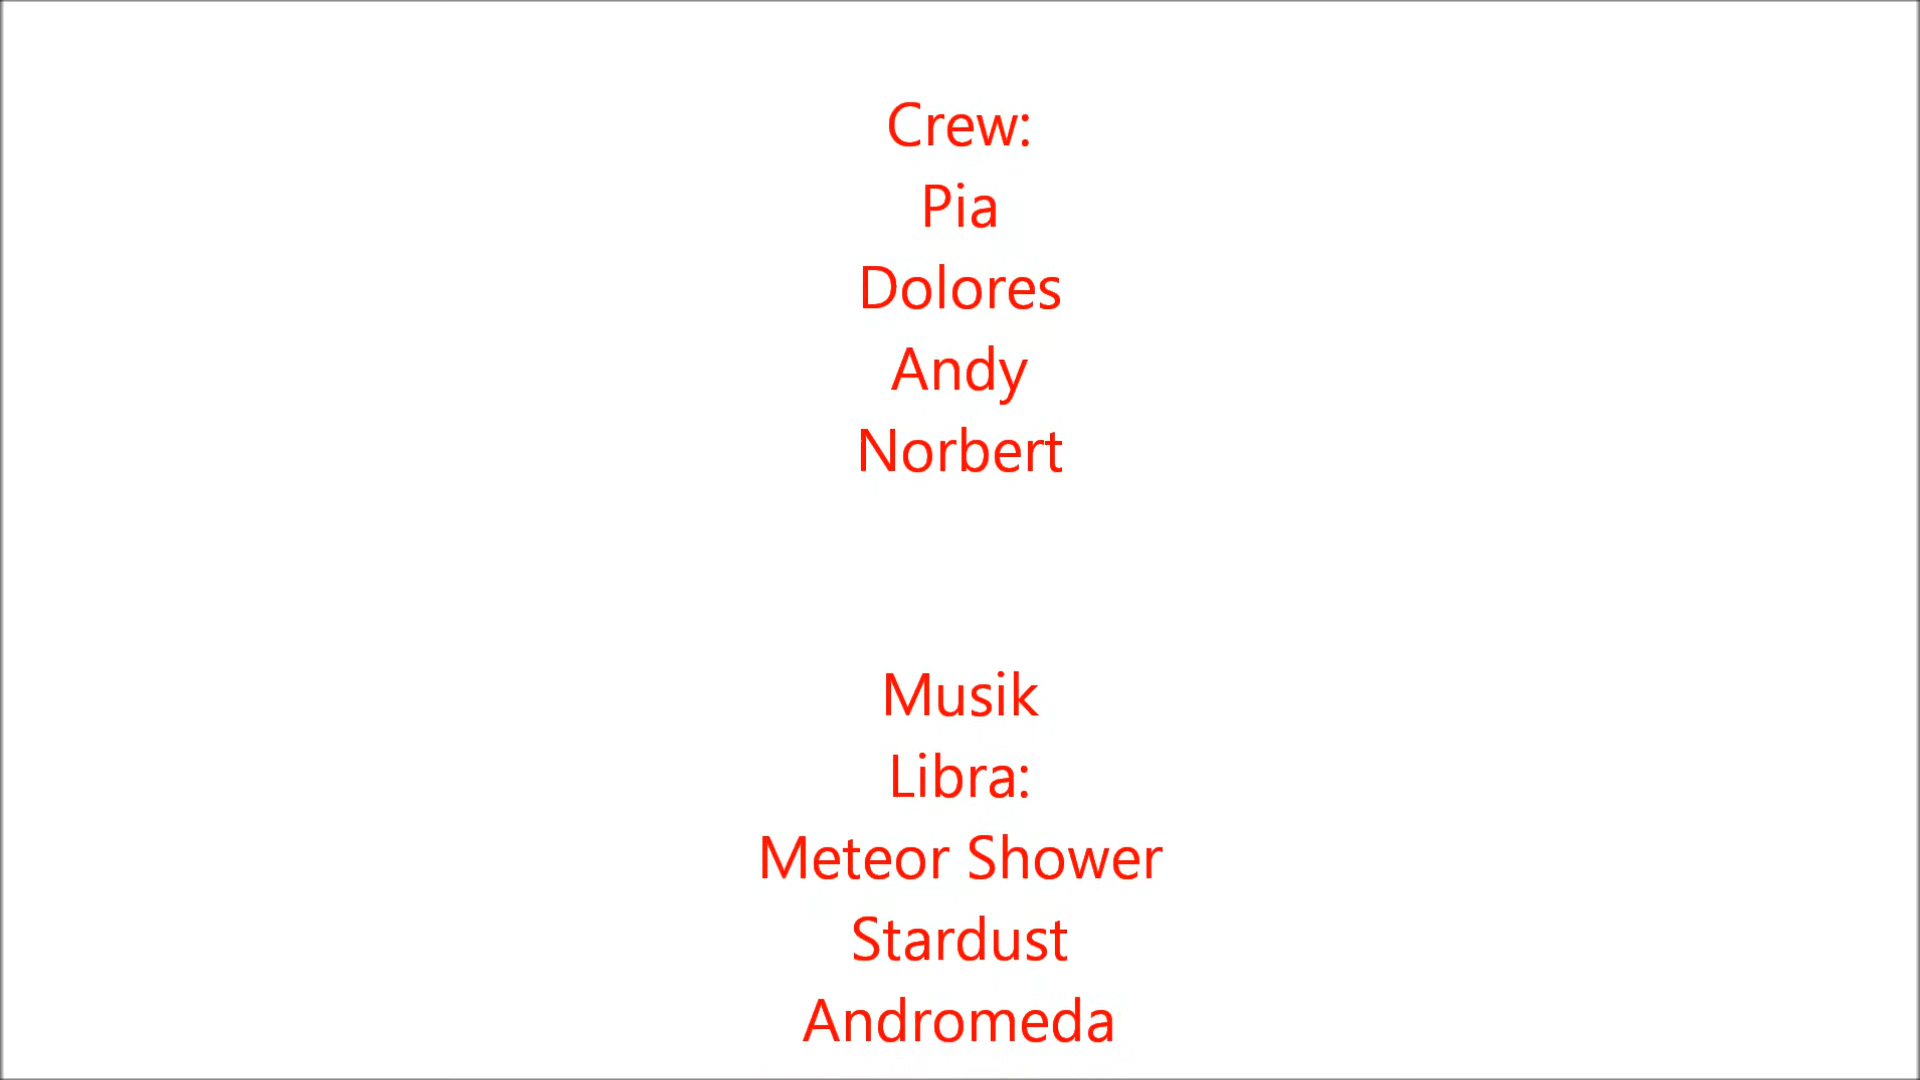 Crew:
Pia
Dolores
Andy
Norbert
Musik
Libra:
Meteor Shower
Stardust
Andromeda